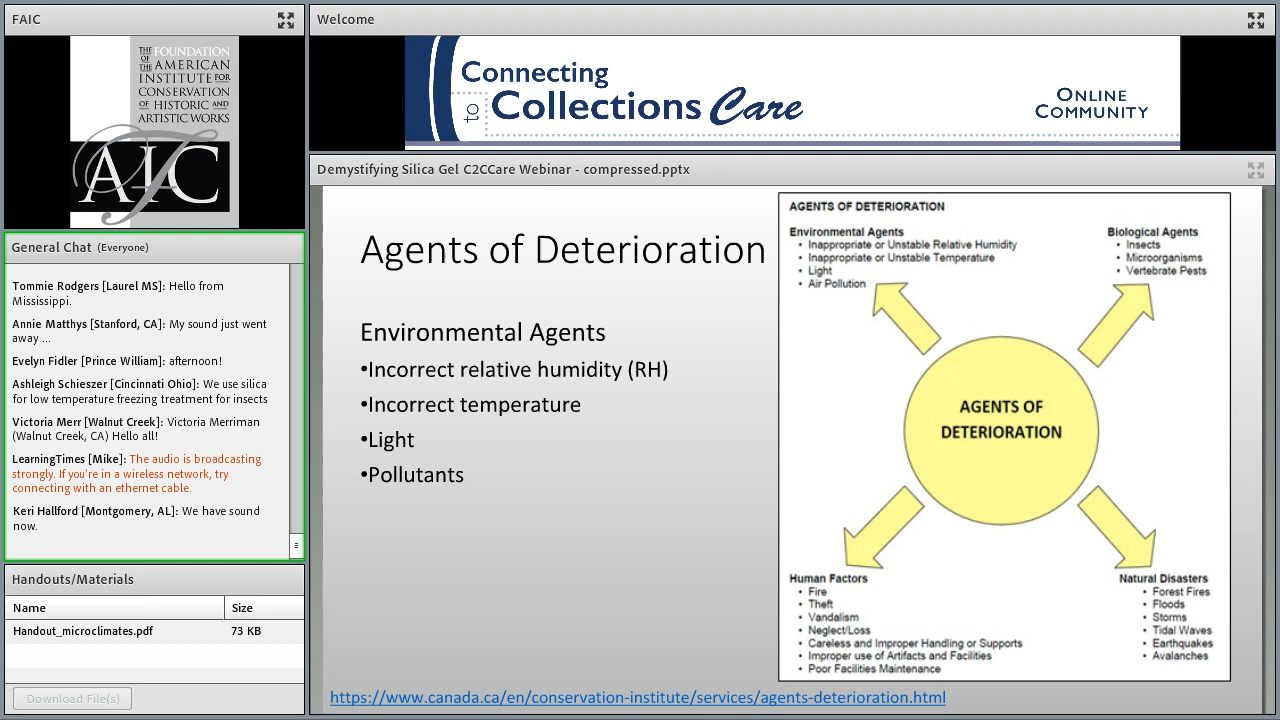 FAIC
THE FOUNDATION
OF THE AMERICAN
INSTITUTE FOR
CONSERVATION
OF HISTORIC AND
ARTISTIC WORKS
AIC
General Chat (Everyone)
Tommie Rodgers [Laurel MS]: Hello from
Mississippi.
Annie Matthys [Stanford, CA]: My sound just went
away ...
Evelyn Fidler [Prince William]: afternoon!
Ashleigh Schieszer [Cincinnati Ohio]: We use silica
for low temperature freezing treatment for insects
Victoria Merr [Walnut Creek]: Victoria Merriman
(Walnut Creek, CA) Hello all!
LearningTimes [Mike]: The audio is broadcasting
strongly. If you're in a wireless network, try
connecting with an ethernet cable.
Keri Hallford [Montgomery, AL]: We have sound
now.
Handouts/Materials
Name Size
Handout_microclimates.pdf 73 KB
Download File(s)
Welcome
Connecting
to Collections Care
ONLINE
COMMUNITY
Demystifying Silica Gel C2CCare Webinar - compressed.pptx
Agents of Deterioration
Environmental Agents
•Incorrect relative humidity (RH)
•Incorrect temperature
•Light
•Pollutants
AGENTS OF DETERIORATION
Environmental Agents
• Inappropriate or Unstable Relative Humidity
• Inappropriate or Unstable Temperature
• Light
• Air Pollution
Biological Agents
• Insects
• Microorganisms
• Vertebrate Pests
AGENTS OF
DETERIORATION
Human Factors
• Fire
• Theft
• Vandalism
• Neglect/Loss
• Careless and Improper Handling or Supports
• Improper use of Artifacts and Facilities
• Poor Facilities Maintenance
Natural Disasters
• Forest Fires
• Floods
• Storms
• Tidal Waves
• Earthquakes
• Avalanches
https://www.canada.ca/en/conservation-institute/services/agents-deterioration.html